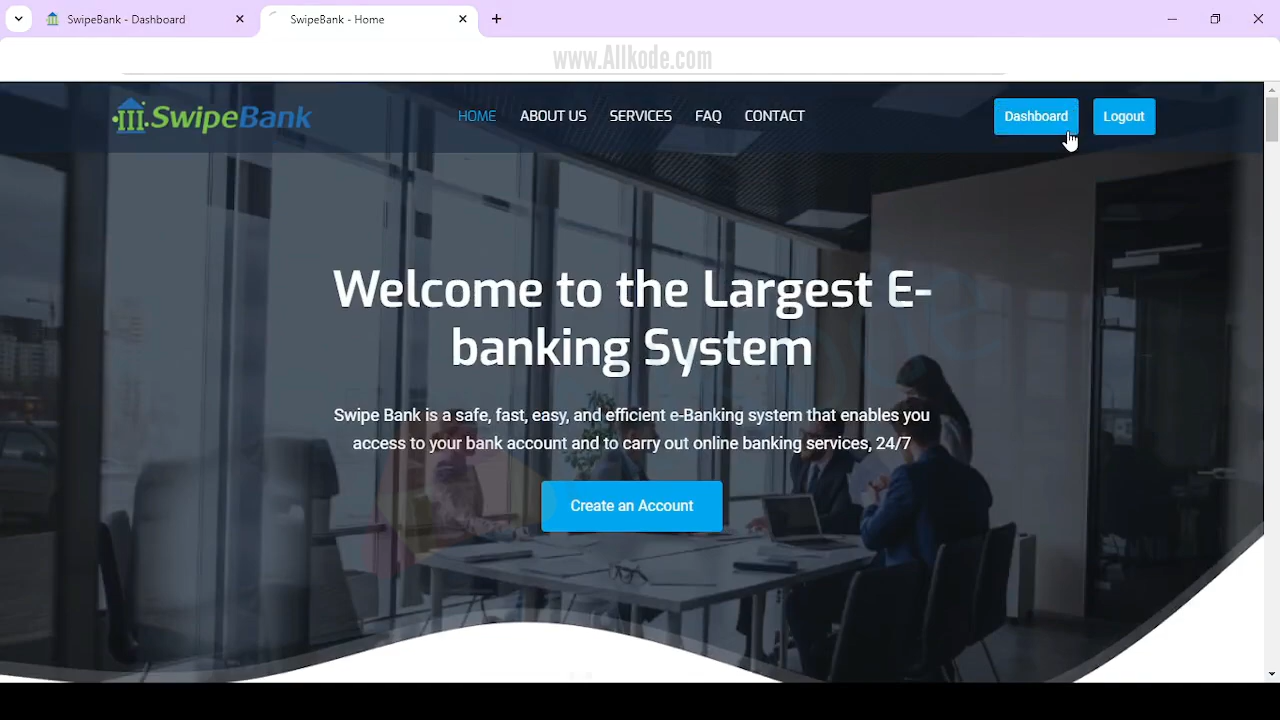 SwipeBank - Dashboard
SwipeBank - Home
www.Allkode.com
SwipeBank
HOME
ABOUT US
SERVICES
FAQ
CONTACT
Dashboard
Logout
Welcome to the Largest E-
banking System
Swipe Bank is a safe, fast, easy, and efficient e-Banking system that enables you
access to your bank account and to carry out online banking services, 24/7
Create an Account